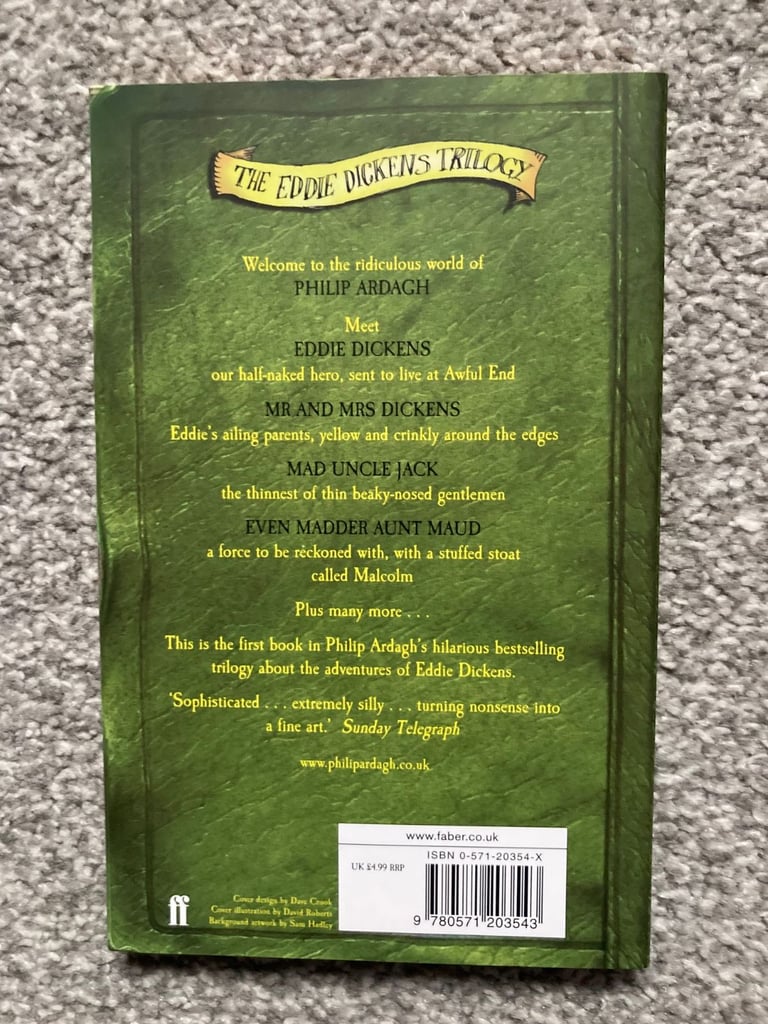 THE EDDIE DICKENS TRILOGY
Welcome to the ridiculous world of
PHILIP ARDAGH
Meet
EDDIE DICKENS
our half-naked hero, sent to live at Awful End
MR AND MRS DICKENS
Eddie's ailing parents, yellow and crinkly around the edges
MAD UNCLE JACK
the thinnest of thin beaky-nosed gentlemen
EVEN MADDER AUNT MAUD
a force to be reckoned with, with a stuffed stoat
called Malcolm
Plus many more . . .
This is the first book in Philip Ardagh's hilarious bestselling
trilogy about the adventures of Eddie Dickens.
'Sophisticated . . . extremely silly . . . turning nonsense into
a fine art.' Sunday Telegraph
www.philipardagh.co.uk
www.faber.co.uk
ISBN 0-571-20354-X
UK £4.99 RRP
9 780571 203543
ff
Cover design by Dave Crook
Cover illustration by David Roberts
Background artwork by Sam Hadley